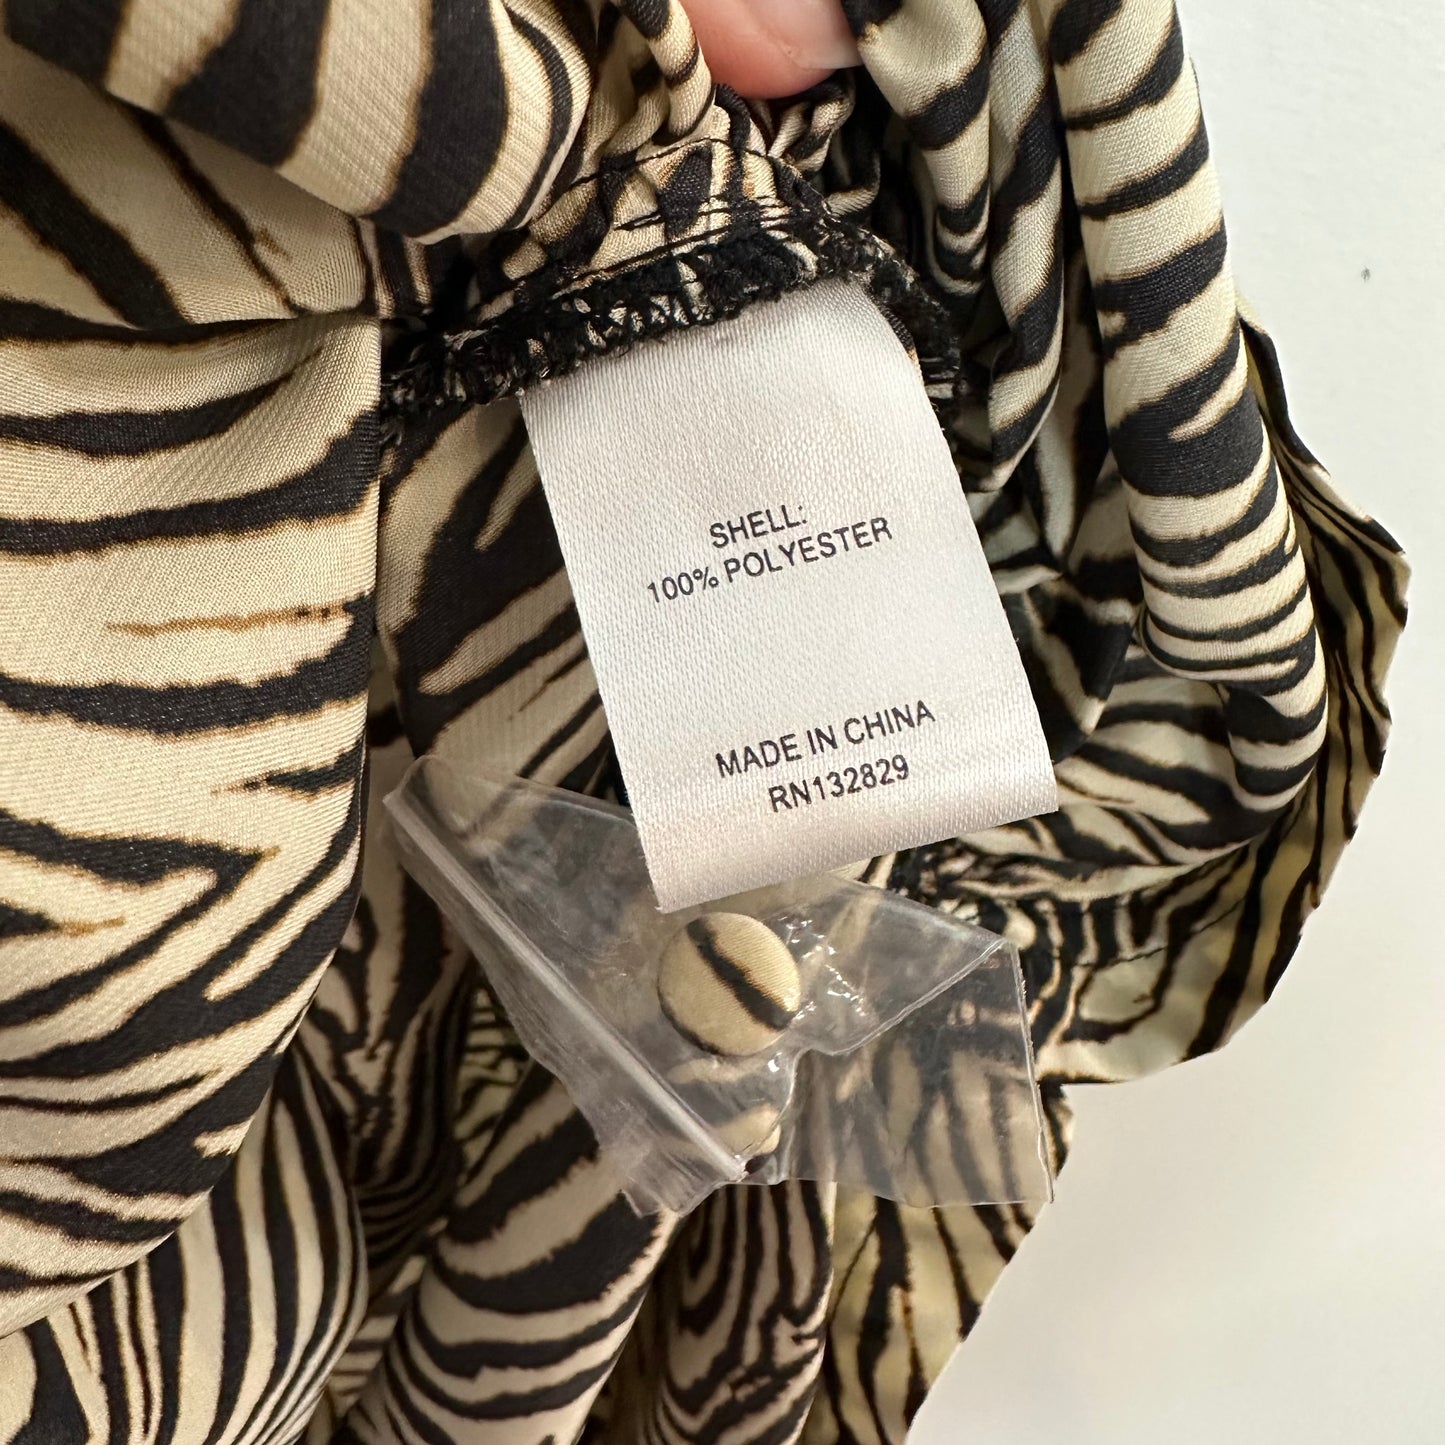 SHELL:
100% POLYESTER
MADE IN CHINA
RN132829